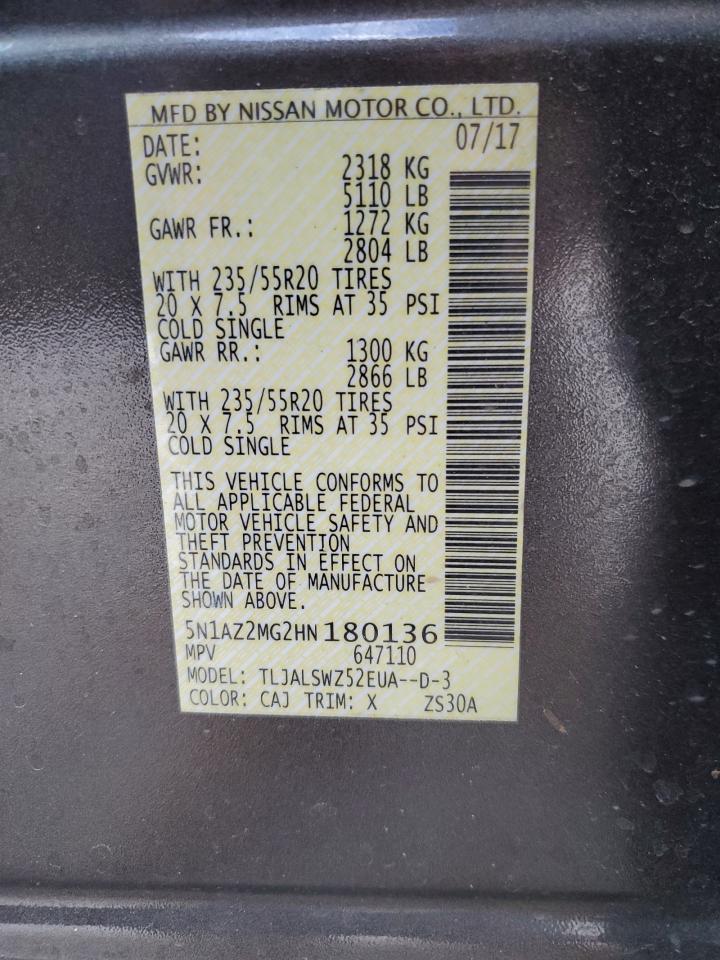 MFD BY NISSAN MOTOR CO., LTD.
DATE: 07/17
GVWR: 2318 KG
5110 LB
GAWR FR.: 1272 KG
2804 LB
WITH 235/55R20 TIRES
20 X 7.5 RIMS AT 35 PSI
COLD SINGLE
GAWR RR.: 1300 KG
2866 LB
WITH 235/55R20 TIRES
20 X 7.5 RIMS AT 35 PSI
COLD SINGLE
THIS VEHICLE CONFORMS TO
ALL APPLICABLE FEDERAL
MOTOR VEHICLE SAFETY AND
THEFT PREVENTION
STANDARDS IN EFFECT ON
THE DATE OF MANUFACTURE
SHOWN ABOVE.
5N1AZ2MG2HN180136
MPV 647110
MODEL: TLJALSWZ52EUA--D-3
COLOR: CAJ TRIM: X ZS30A